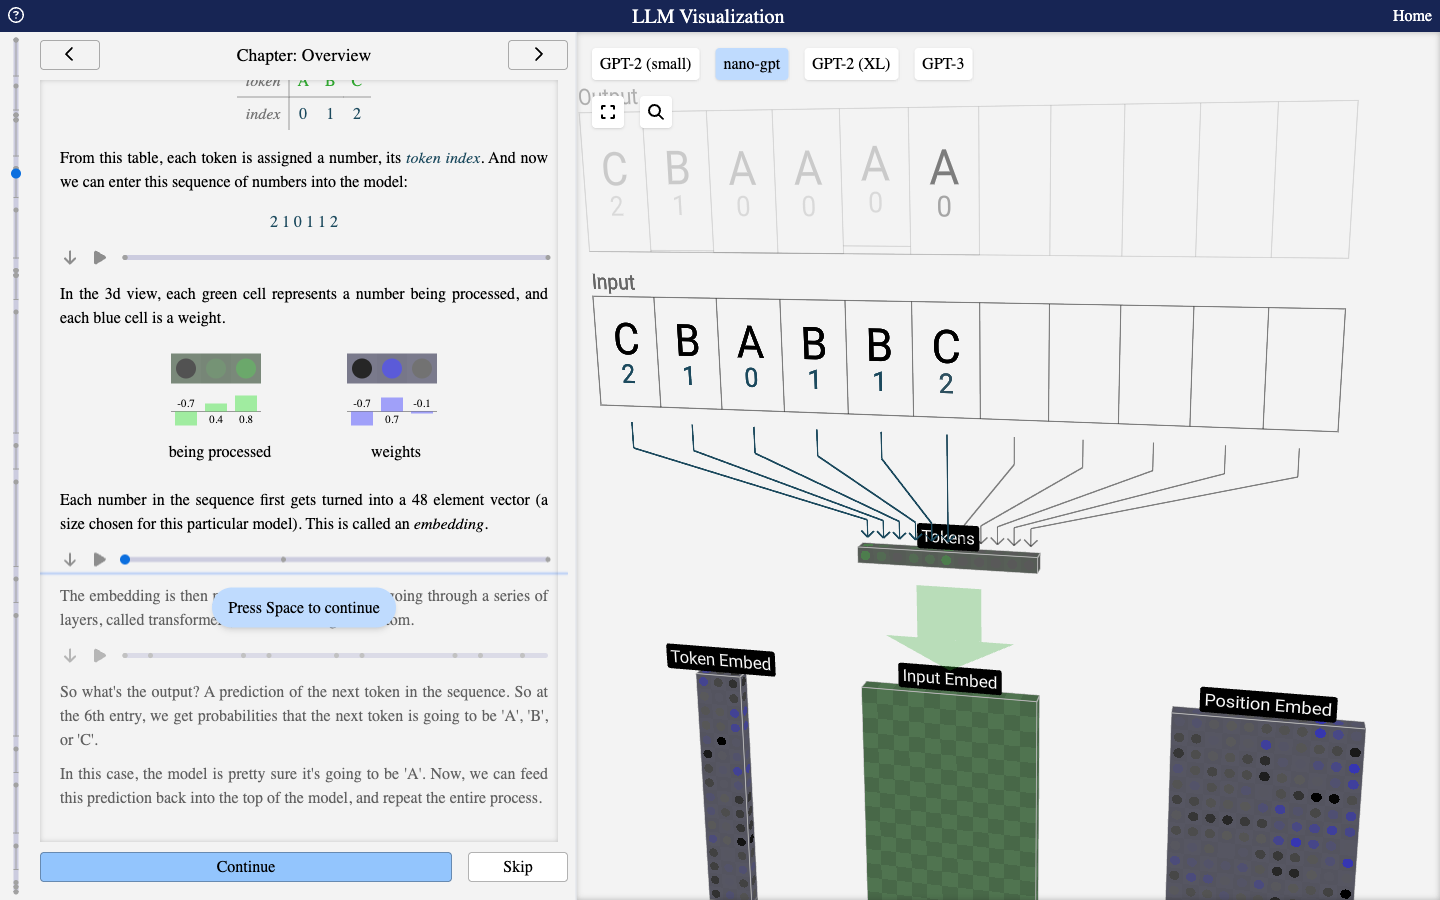 LLM Visualization
Home
Chapter: Overview
token A B C
index 0 1 2
From this table, each token is assigned a number, its token index. And now
we can enter this sequence of numbers into the model:
2 1 0 1 1 2
In the 3d view, each green cell represents a number being processed, and
each blue cell is a weight.
-0.7 0.4 0.8
being processed
-0.7 0.7 -0.1
weights
Each number in the sequence first gets turned into a 48 element vector (a
size chosen for this particular model). This is called an embedding.
The embedding is then going through a series of
layers, called
Press Space to continue
So what's the output? A prediction of the next token in the sequence. So at
the 6th entry, we get probabilities that the next token is going to be 'A', 'B',
or 'C'.
In this case, the model is pretty sure it's going to be 'A'. Now, we can feed
this prediction back into the top of the model, and repeat the entire process.
Continue
Skip
GPT-2 (small)
nano-gpt
GPT-2 (XL)
GPT-3
Output
C B A A A A
2 1 0 0 0 0
Input
C B A B B C
2 1 0 1 1 2
Tokens
Token Embed
Input Embed
Position Embed